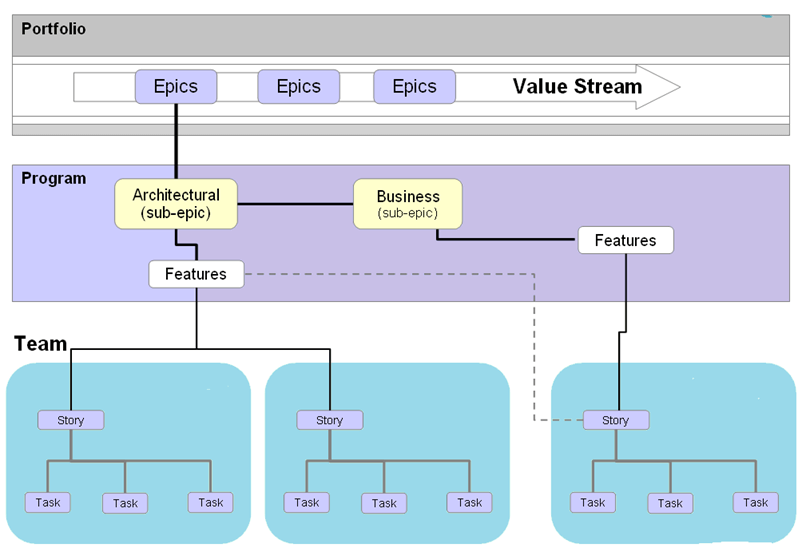 Portfolio
Epics
Epics
Epics
Value Stream
Program
Architectural
(sub-epic)
Business
(sub-epic)
Features
Features
Team
Story
Story
Story
Task
Task
Task
Task
Task
Task
Task
Task
Task